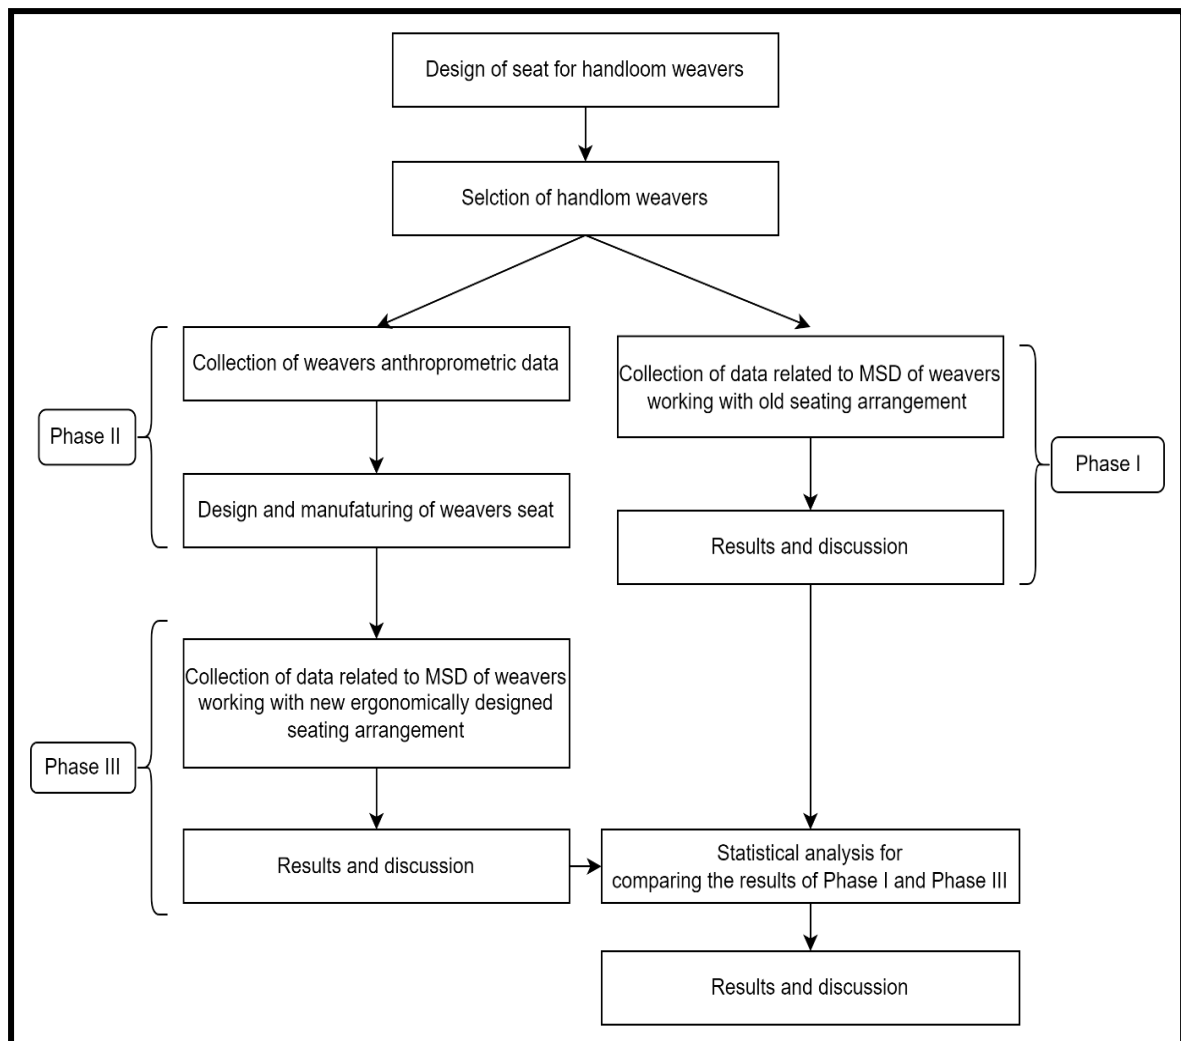 Design of seat for handloom weavers
Selction of handlom weavers
Collection of weavers anthroprometric data
Phase II
Design and manufaturing of weavers seat
Collection of data related to MSD of weavers
working with old seating arrangement
Phase I
Results and discussion
Collection of data related to MSD of weavers
working with new ergonomically designed
seating arrangement
Phase III
Results and discussion
Statistical analysis for
comparing the results of Phase I and Phase III
Results and discussion